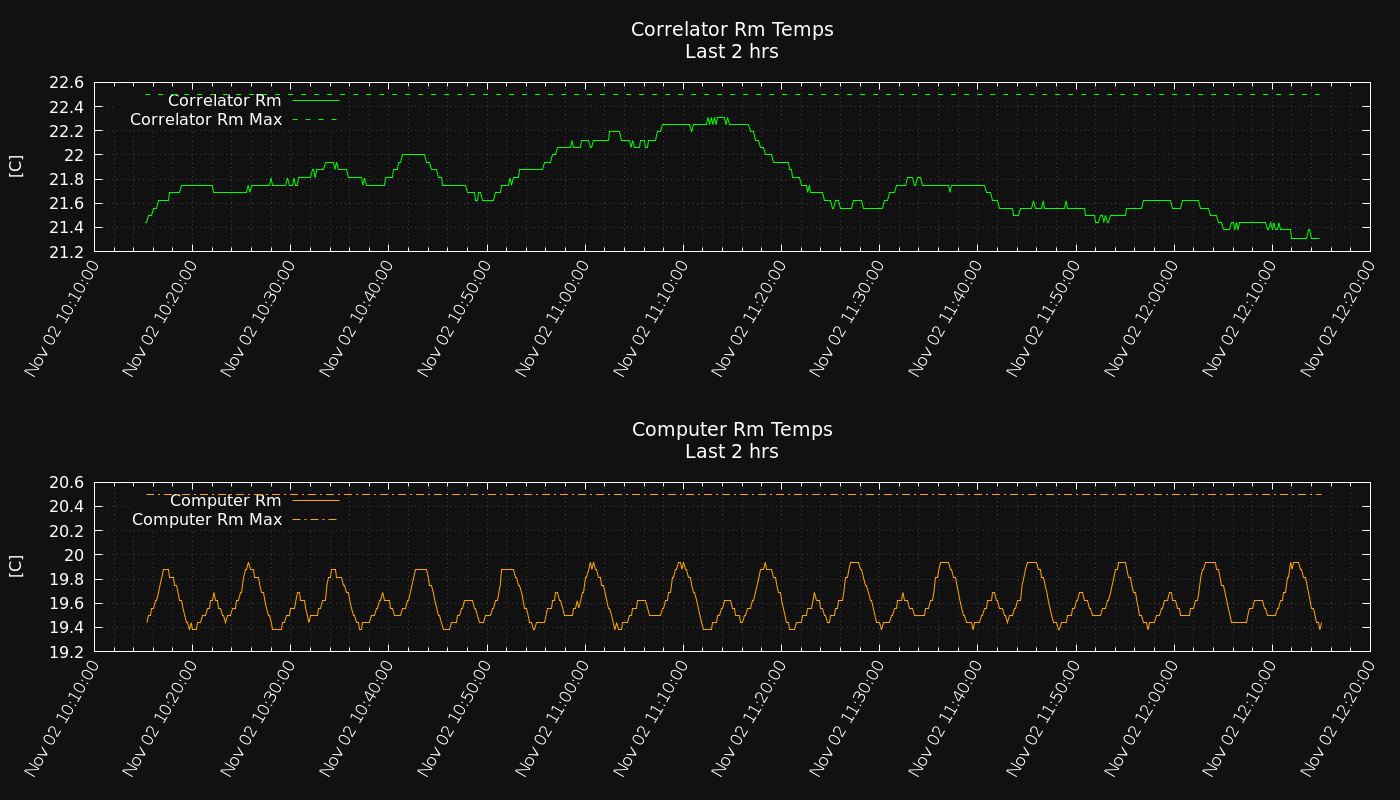 Correlator Rm Temps
Last 2 hrs
22.6
22.4
22.2
22
21.8
21.6
21.4
21.2
[C]
Correlator Rm
Correlator Rm Max
Nov 02 10:10:00
Nov 02 10:20:00
Nov 02 10:30:00
Nov 02 10:40:00
Nov 02 10:50:00
Nov 02 11:00:00
Nov 02 11:10:00
Nov 02 11:20:00
Nov 02 11:30:00
Nov 02 11:40:00
Nov 02 11:50:00
Nov 02 12:00:00
Nov 02 12:10:00
Nov 02 12:20:00
Computer Rm Temps
Last 2 hrs
20.6
20.4
20.2
20
19.8
19.6
19.4
19.2
[C]
Computer Rm
Computer Rm Max
Nov 02 10:10:00
Nov 02 10:20:00
Nov 02 10:30:00
Nov 02 10:40:00
Nov 02 10:50:00
Nov 02 11:00:00
Nov 02 11:10:00
Nov 02 11:20:00
Nov 02 11:30:00
Nov 02 11:40:00
Nov 02 11:50:00
Nov 02 12:00:00
Nov 02 12:10:00
Nov 02 12:20:00